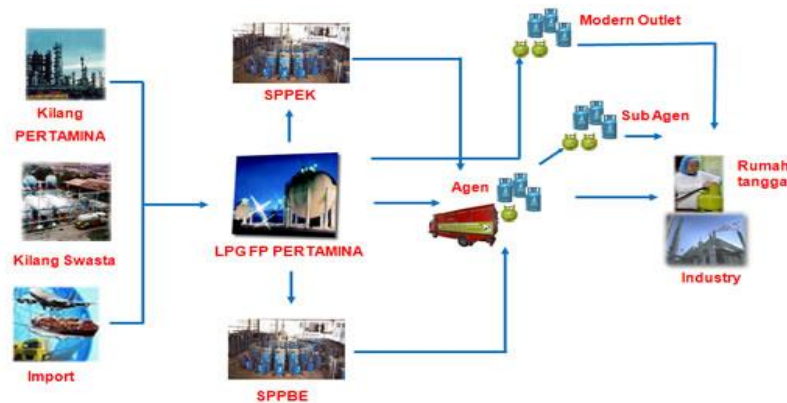 Modern Outlet
SPPEK
Kilang
PERTAMINA
Sub Agen
Agen
Rumah
tangga
LPG FP PERTAMINA
Kilang Swasta
Industry
Import
SPPBE